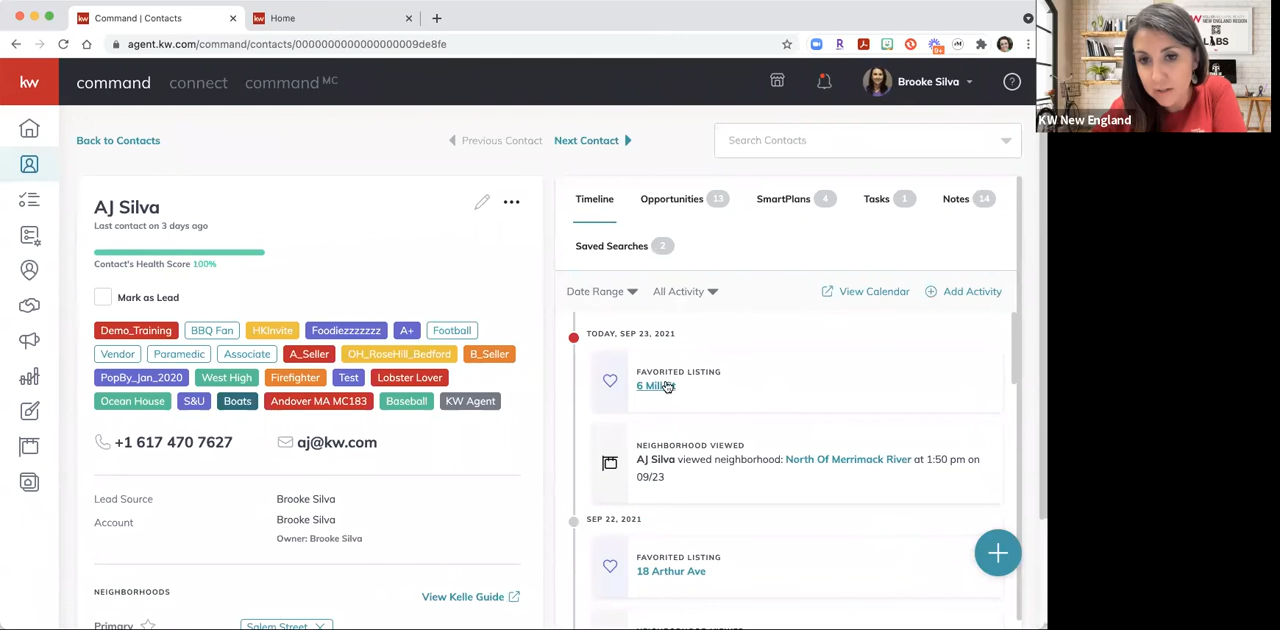 kw Command | Contacts
kw Home
agent.kw.com/command/contacts/0000000000000000009de8fe
kw command connect command MC Brooke Silva
KW New England
Back to Contacts Previous Contact Next Contact Search Contacts
AJ Silva
Last contact on 3 days ago
Contact's Health Score 100%
Mark as Lead
Demo_Training BBQ Fan HKInvite Foodiezzzzzzz A+ Football
Vendor Paramedic Associate A_Seller OH_RoseHill_Bedford B_Seller
PopBy_Jan_2020 West High Firefighter Test Lobster Lover
Ocean House S&U Boats Andover MA MC183 Baseball KW Agent
+1 617 470 7627 aj@kw.com
Lead Source Brooke Silva
Account Brooke Silva
Owner: Brooke Silva
NEIGHBORHOODS View Kelle Guide
Primary Salem Street
Timeline Opportunities 13 SmartPlans 4 Tasks 1 Notes 14
Saved Searches 2
Date Range All Activity View Calendar Add Activity
TODAY, SEP 23, 2021
FAVORITED LISTING
6
NEIGHBORHOOD VIEWED
AJ Silva viewed neighborhood: North Of Merrimack River at 1:50 pm on
09/23
SEP 22, 2021
FAVORITED LISTING
18 Arthur Ave
NEIGHBORHOOD VIEWED